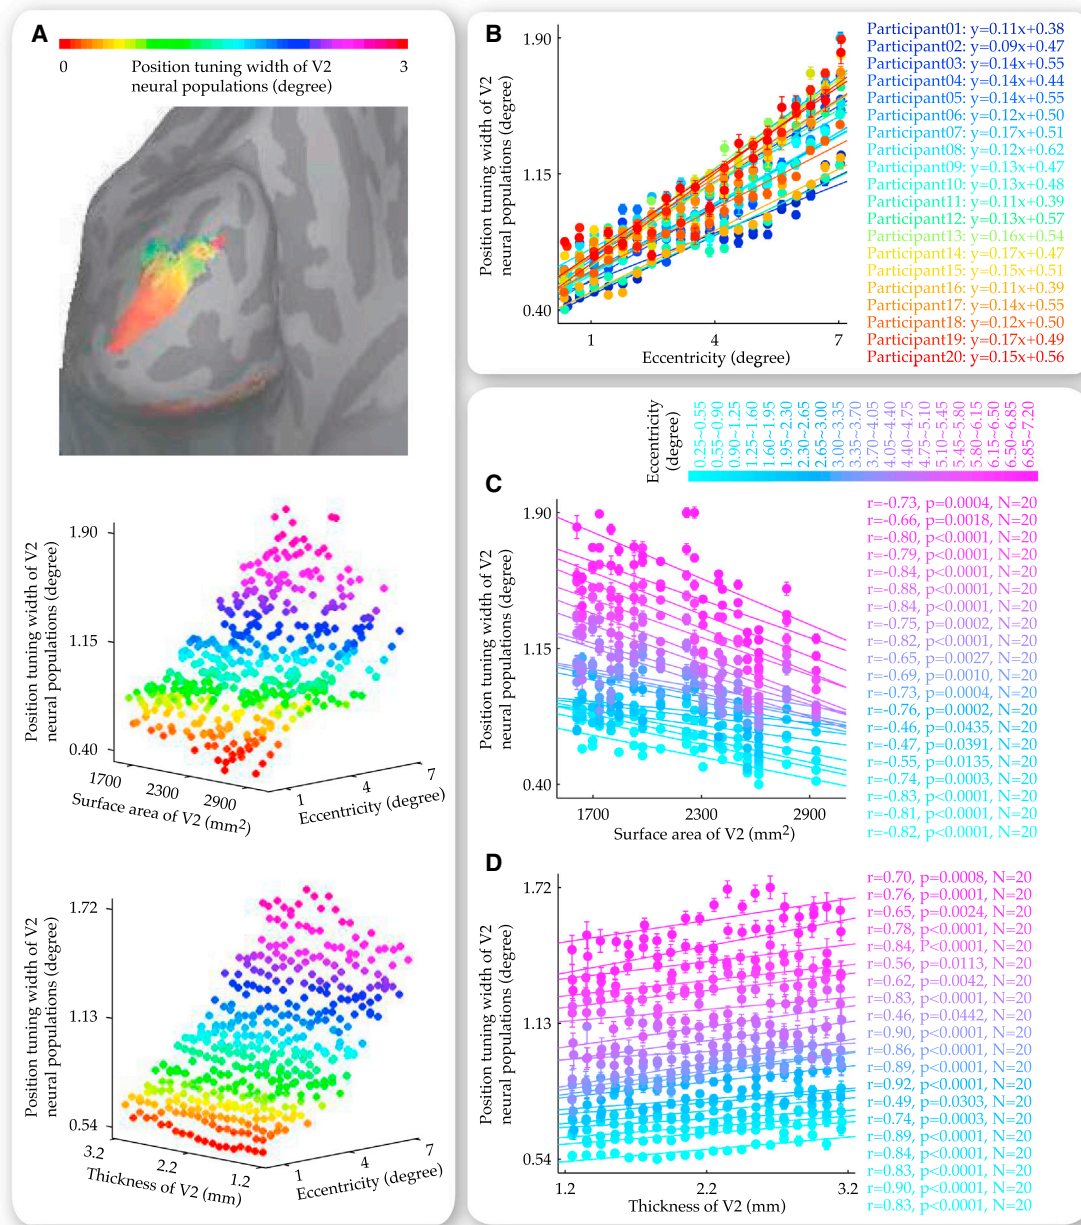 A
0
3
Position tuning width of V2
neural populations (degree)
Position tuning width of V2
neural populations (degree)
1.90
1.15
0.40
1700
2300
2900
Surface area of V2 (mm2)
1
4
7
Eccentricity (degree)
Position tuning width of V2
neural populations (degree)
1.72
1.13
0.54
3.2
2.2
1.2
Thickness of V2 (mm)
1
4
7
Eccentricity (degree)
B
Position tuning width of V2
neural populations (degree)
1.90
1.15
0.40
1
4
7
Eccentricity (degree)
Participant01: y=0.11x+0.38
Participant02: y=0.09x+0.47
Participant03: y=0.14x+0.55
Participant04: y=0.14x+0.44
Participant05: y=0.14x+0.55
Participant06: y=0.12x+0.50
Participant07: y=0.17x+0.51
Participant08: y=0.12x+0.62
Participant09: y=0.13x+0.47
Participant10: y=0.13x+0.48
Participant11: y=0.11x+0.39
Participant12: y=0.13x+0.57
Participant13: y=0.16x+0.54
Participant14: y=0.17x+0.47
Participant15: y=0.15x+0.51
Participant16: y=0.11x+0.39
Participant17: y=0.14x+0.55
Participant18: y=0.12x+0.50
Participant19: y=0.17x+0.49
Participant20: y=0.15x+0.56
Eccentricity
(degree)
0.25~0.55
0.55~0.90
0.90~1.25
1.25~1.60
1.60~1.95
1.95~2.30
2.30~2.65
2.65~3.00
3.00~3.35
3.35~3.70
3.70~4.05
4.05~4.40
4.40~4.75
4.75~5.10
5.10~5.45
5.45~5.80
5.80~6.15
6.15~6.50
6.50~6.85
6.85~7.20
C
Position tuning width of V2
neural populations (degree)
1.90
1.15
0.40
1700
2300
2900
Surface area of V2 (mm2)
r=-0.73, p=0.0004, N=20
r=-0.66, p=0.0018, N=20
r=-0.80, p<0.0001, N=20
r=-0.79, p<0.0001, N=20
r=-0.84, p<0.0001, N=20
r=-0.88, p<0.0001, N=20
r=-0.84, p<0.0001, N=20
r=-0.75, p=0.0002, N=20
r=-0.82, p<0.0001, N=20
r=-0.65, p=0.0027, N=20
r=-0.69, p=0.0010, N=20
r=-0.73, p=0.0004, N=20
r=-0.76, p=0.0002, N=20
r=-0.46, p=0.0435, N=20
r=-0.47, p=0.0391, N=20
r=-0.55, p=0.0135, N=20
r=-0.74, p=0.0003, N=20
r=-0.83, p<0.0001, N=20
r=-0.81, p<0.0001, N=20
r=-0.82, p<0.0001, N=20
D
Position tuning width of V2
neural populations (degree)
1.72
1.13
0.54
1.2
2.2
3.2
Thickness of V2 (mm)
r=0.70, p=0.0008, N=20
r=0.76, p=0.0001, N=20
r=0.65, p=0.0024, N=20
r=0.78, p<0.0001, N=20
r=0.84, p<0.0001, N=20
r=0.56, p=0.0113, N=20
r=0.62, p=0.0042, N=20
r=0.83, p<0.0001, N=20
r=0.46, p=0.0442, N=20
r=0.90, p<0.0001, N=20
r=0.86, p<0.0001, N=20
r=0.89, p<0.0001, N=20
r=0.92, p<0.0001, N=20
r=0.49, p=0.0303, N=20
r=0.74, p=0.0003, N=20
r=0.89, p<0.0001, N=20
r=0.84, p<0.0001, N=20
r=0.83, p<0.0001, N=20
r=0.90, p<0.0001, N=20
r=0.83, p<0.0001, N=20